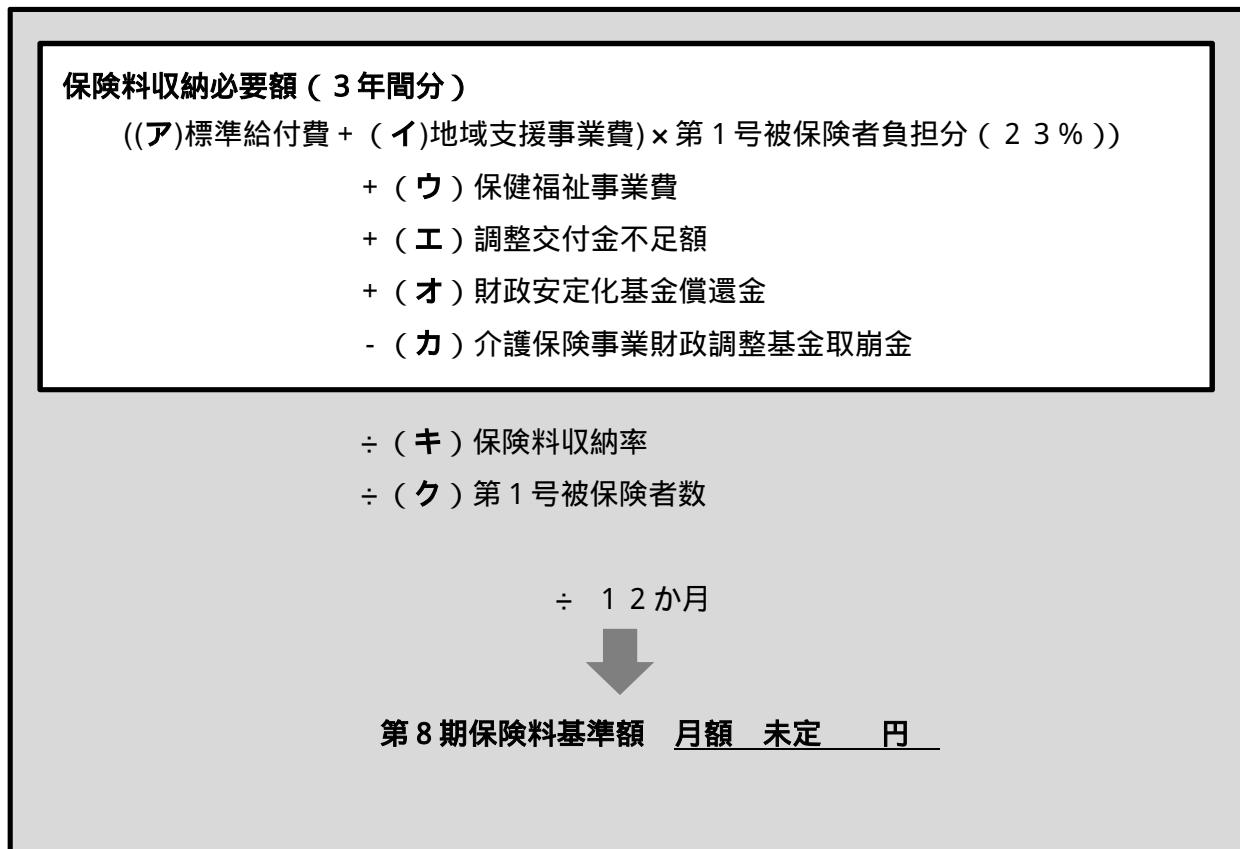 保険料収納必要額（３年間分）
((ア)標準給付費 + （イ)地域支援事業費) × 第１号被保険者負担分（２３%））
+ （ウ）保健福祉事業費
+ （エ）調整交付金不足額
+ （オ）財政安定化基金償還金
- （カ）介護保険事業財政調整基金取崩金
÷（キ）保険料収納率
÷（ク）第１号被保険者数
÷　１２か月
第８期保険料基準額　月額　未定　　円